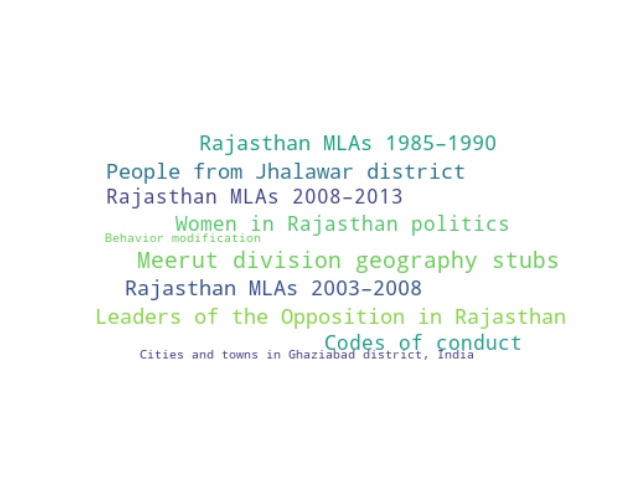 Rajasthan MLAs 1985–1990
People from Jhalawar district
Rajasthan MLAs 2008–2013
Women in Rajasthan politics
Behavior modification
Meerut division geography stubs
Rajasthan MLAs 2003–2008
Leaders of the Opposition in Rajasthan
Codes of conduct
Cities and towns in Ghaziabad district, India